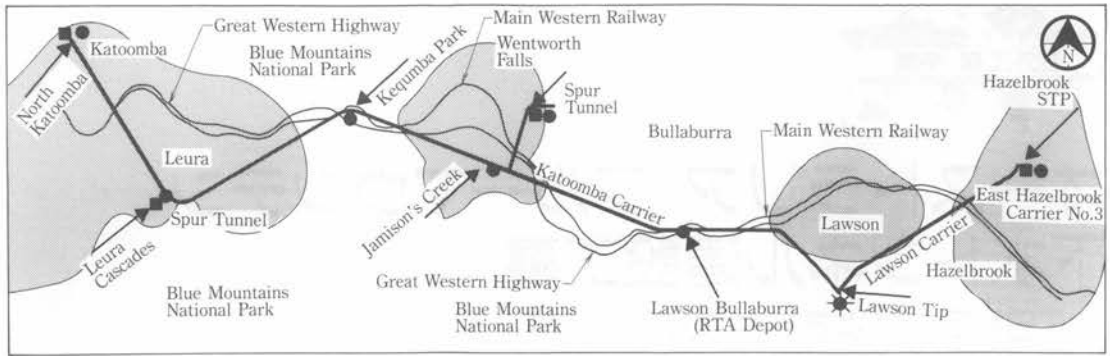 Katoomba
North
Katoomba
Great Western Highway
Blue Mountains
National Park
Leura
Spur Tunnel
Leura
Cascades
Blue Mountains
National Park
Kequmba Park
Main Western Railway
Wentworth
Falls
Spur
Tunnel
Jamison's Creek
Katoomba Carrier
Great Western Highway
Blue Mountains
National Park
Bullaburra
Main Western Railway
Lawson Bullaburra
(RTA Depot)
Lawson
Lawson Carrier
Lawson Tip
N
Hazelbrook
STP
East Hazelbrook
Carrier No.3
Hazelbrook